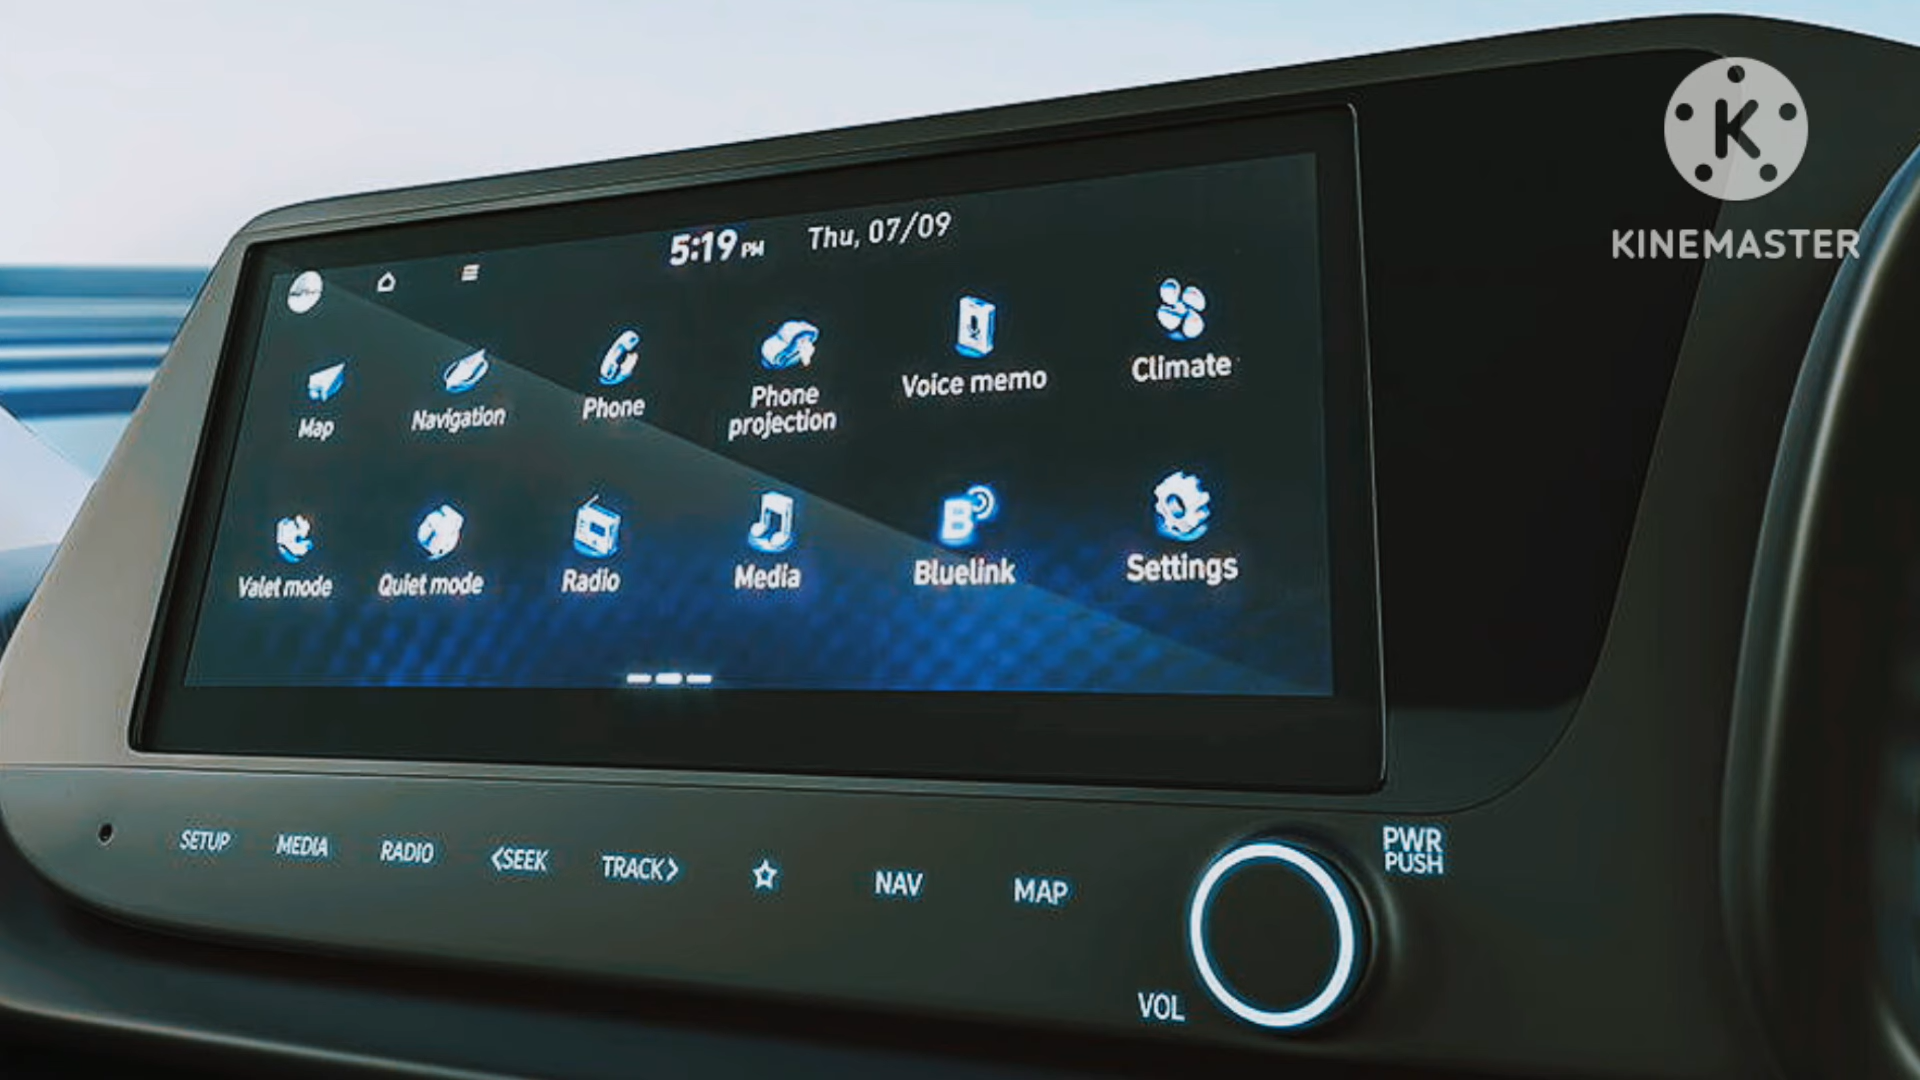 K
KINEMASTER
5:19 PM Thu, 07/09
Map
Navigation
Phone
Phone
projection
Voice memo
Climate
Valet mode
Quiet mode
Radio
Media
B
Bluelink
Settings
SETUP
MEDIA
RADIO
<SEEK
TRACK>
NAV
MAP
PWR
PUSH
VOL